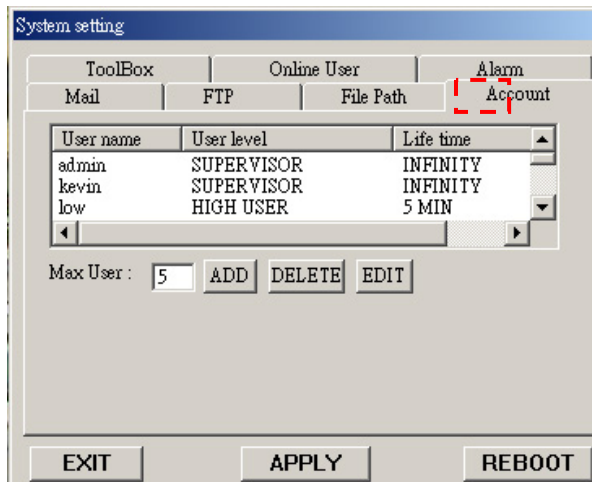 System setting
ToolBox Online User Alarm
Mail FTP File Path Account
User name User level Life time
admin SUPERVISOR INFINITY
kevin SUPERVISOR INFINITY
low HIGH USER 5 MIN
Max User : 5 ADD DELETE EDIT
EXIT APPLY REBOOT